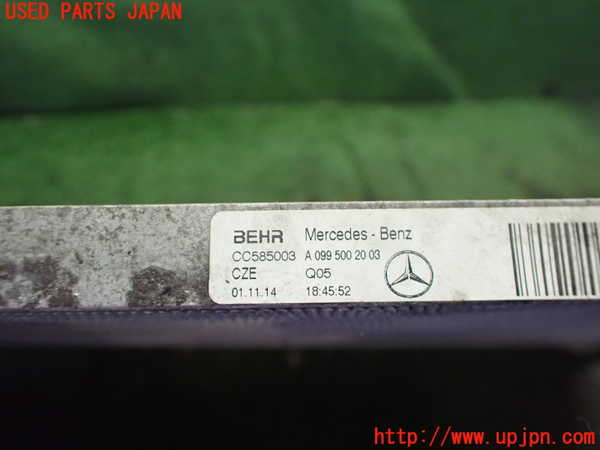 USED PARTS JAPAN
BEHR Mercedes - Benz
CC585003 A 099 500 20 03
CZE Q05
01.11.14 18:45:52
http://www.upjpn.com/